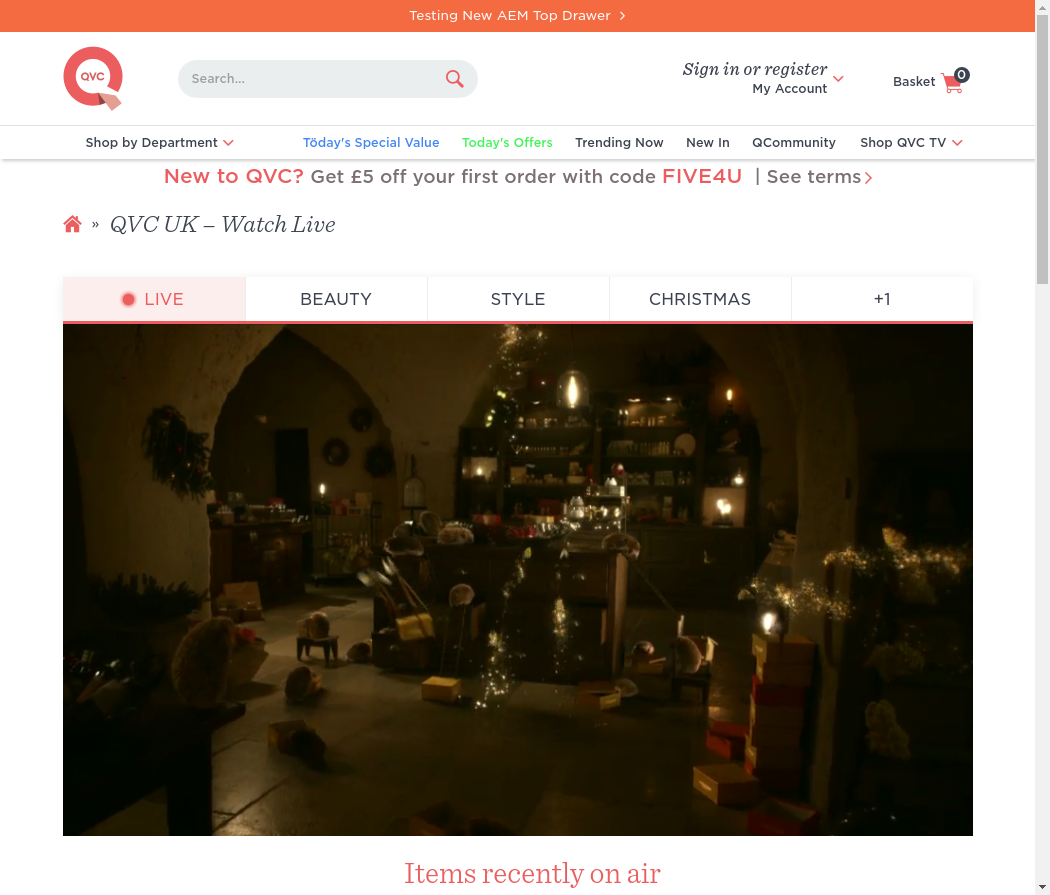 Testing New AEM Top Drawer
QVC
Search...
Sign in or register
My Account
Basket
0
Shop by Department
Töday's Special Value
Today's Offers
Trending Now
New In
QCommunity
Shop QVC TV
New to QVC? Get £5 off your first order with code FIVE4U | See terms
» QVC UK – Watch Live
LIVE
BEAUTY
STYLE
CHRISTMAS
+1
Items recently on air